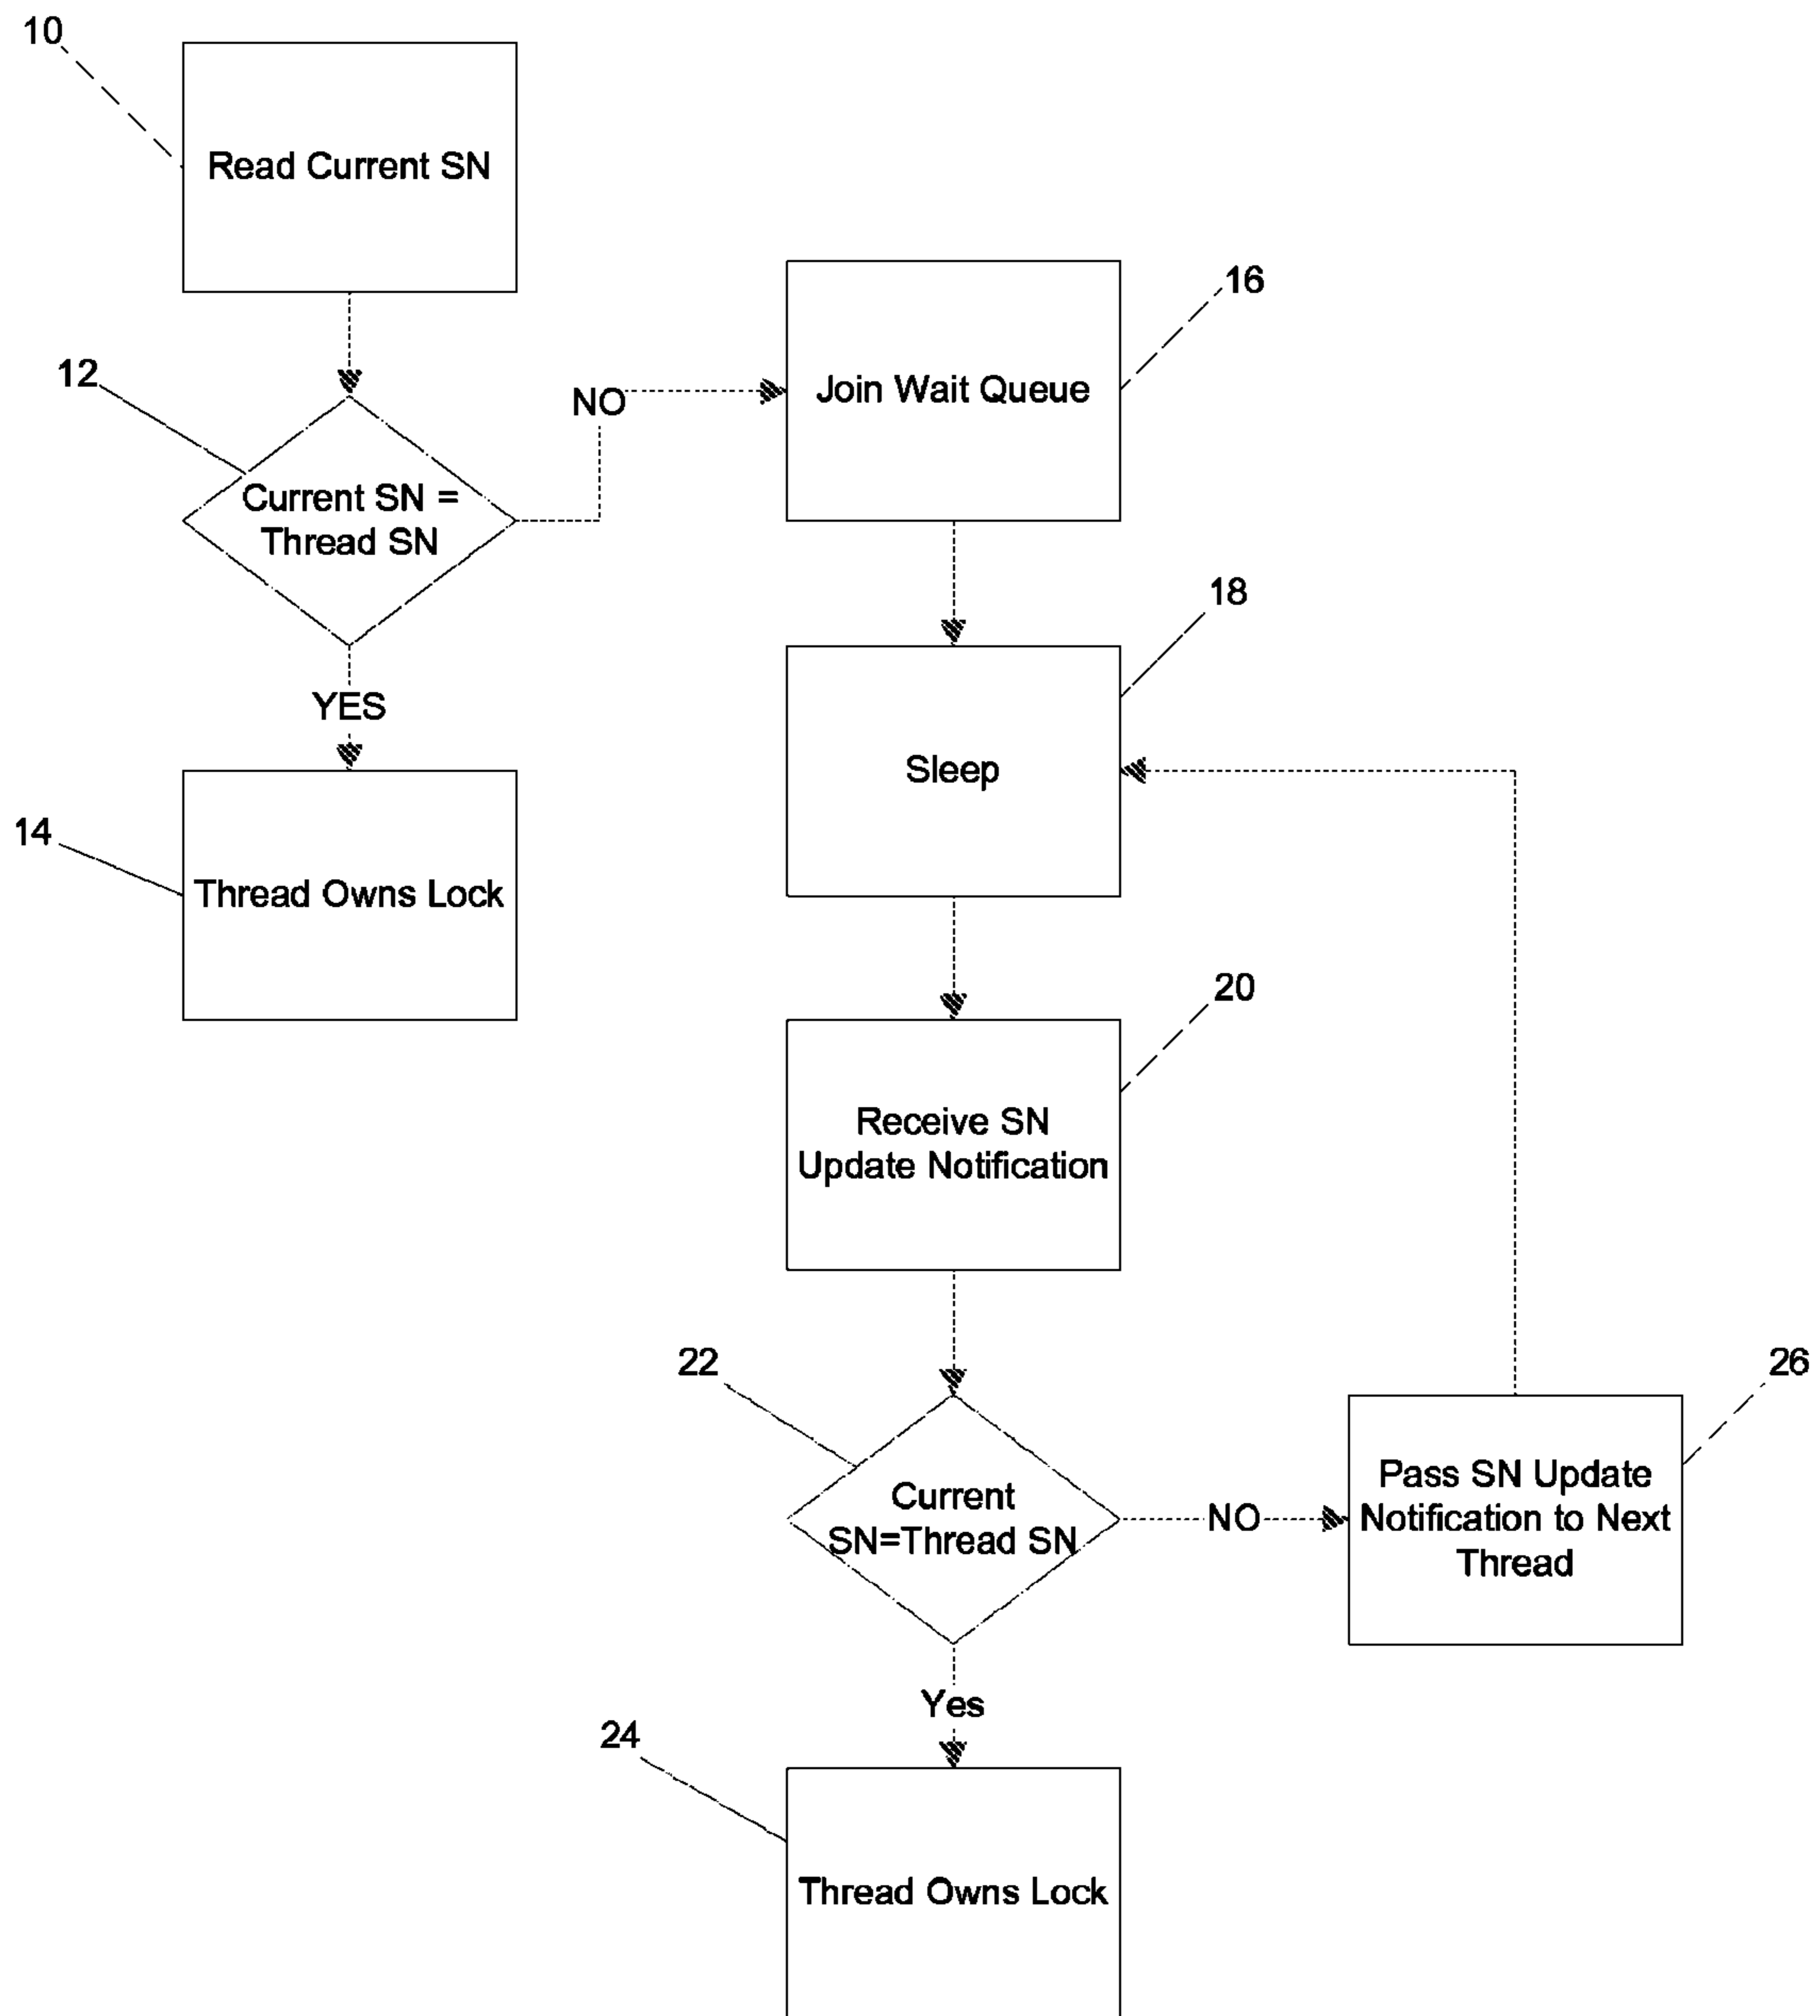 10
Read Current SN
12
Current SN =
Thread SN
NO
YES
14
Thread Owns Lock
16
Join Wait Queue
18
Sleep
20
Receive SN
Update Notification
22
Current
SN=Thread SN
NO
26
Pass SN Update
Notification to Next
Thread
Yes
24
Thread Owns Lock